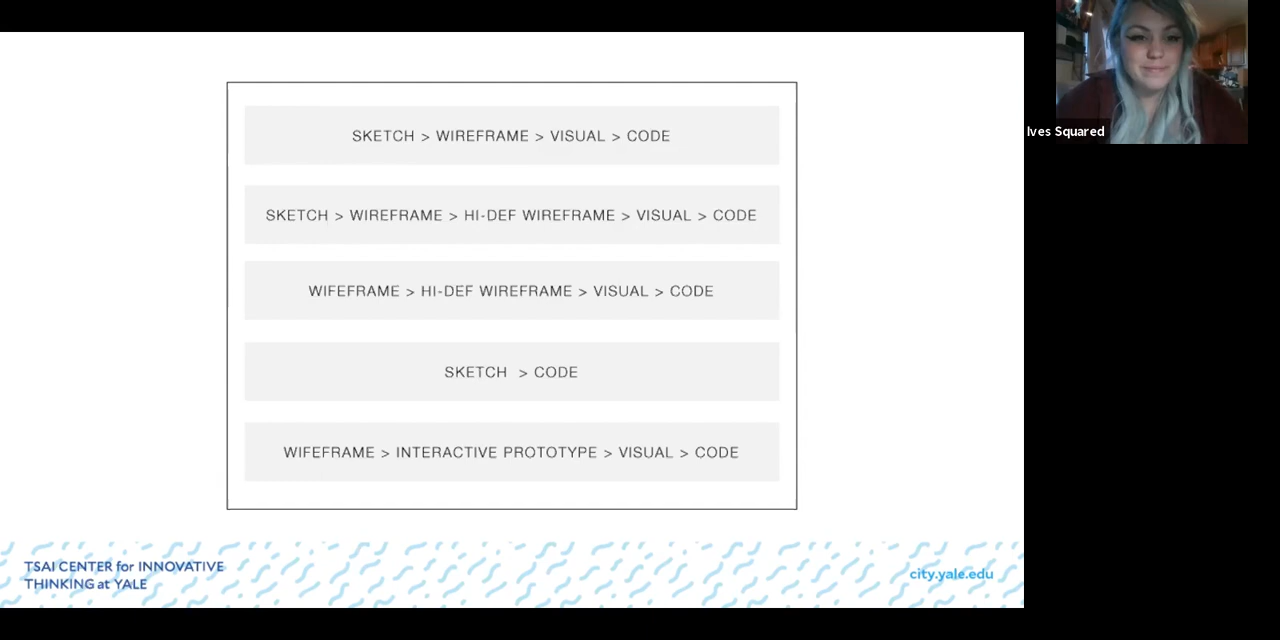 SKETCH > WIREFRAME > VISUAL > CODE
SKETCH > WIREFRAME > HI-DEF WIREFRAME > VISUAL > CODE
WIFEFRAME > HI-DEF WIREFRAME > VISUAL > CODE
SKETCH > CODE
WIFEFRAME > INTERACTIVE PROTOTYPE > VISUAL > CODE
TSAI CENTER for INNOVATIVE
THINKING at YALE
city.yale.edu
Ives Squared